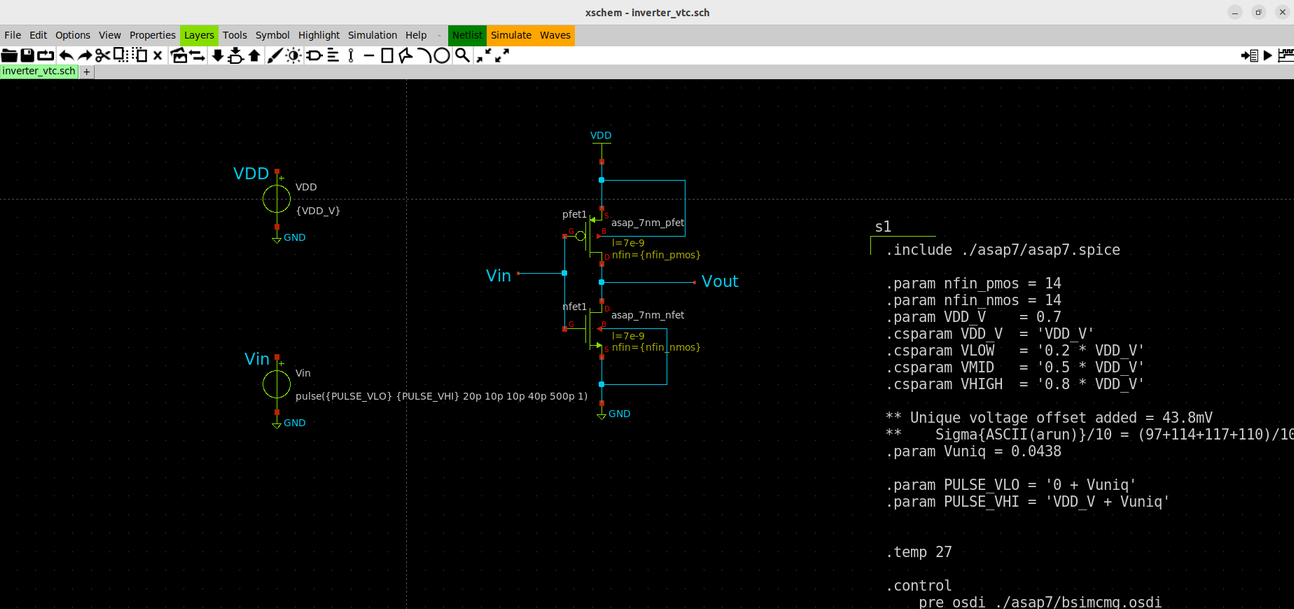 xschem - inverter_vtc.sch
File Edit Options View Properties Layers Tools Symbol Highlight Simulation Help - Netlist Simulate Waves
inverter_vtc.sch +
VDD
VDD
+
VDD
{VDD_V}
GND
Vin
+
Vin
pulse({PULSE_VLO} {PULSE_VHI} 20p 10p 10p 40p 500p 1)
GND
pfet1
S
asap_7nm_pfet
G
B
l=7e-9
nfin={nfin_pmos}
D
Vin
Vout
nfet1
D
asap_7nm_nfet
G
B
l=7e-9
nfin={nfin_nmos}
S
GND
s1
.include ./asap7/asap7.spice
.param nfin_pmos = 14
.param nfin_nmos = 14
.param VDD_V = 0.7
.csparam VDD_V = 'VDD_V'
.csparam VLOW = '0.2 * VDD_V'
.csparam VMID = '0.5 * VDD_V'
.csparam VHIGH = '0.8 * VDD_V'
** Unique voltage offset added = 43.8mV
** Sigma{ASCII(arun)}/10 = (97+114+117+110)/10
.param Vuniq = 0.0438
.param PULSE_VLO = '0 + Vuniq'
.param PULSE_VHI = 'VDD_V + Vuniq'
.temp 27
.control
pre_osdi ./asap7/bsimcmg.osdi